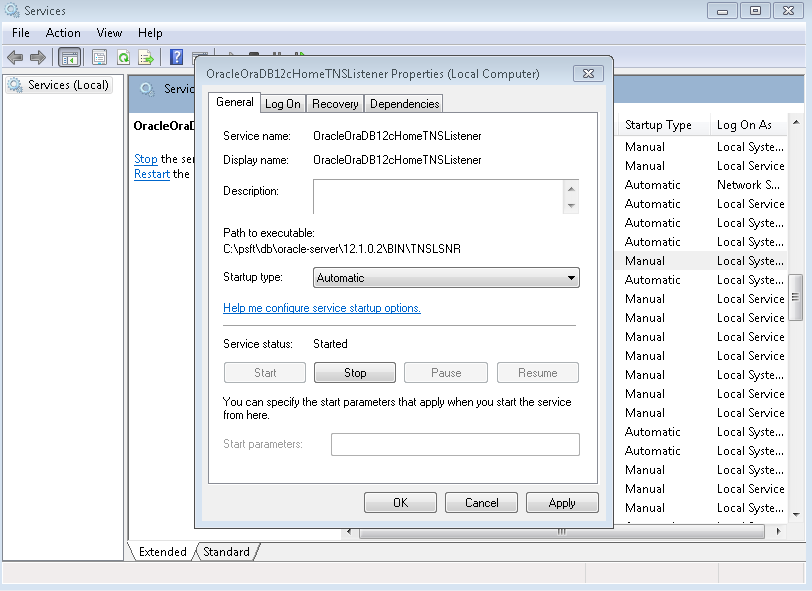 Services
File Action View Help
Services (Local)
Servic
OracleOraD
Stop the ser
Restart the
OracleOraDB12cHomeTNSListener Properties (Local Computer)
General Log On Recovery Dependencies
Service name: OracleOraDB12cHomeTNSListener
Display name: OracleOraDB12cHomeTNSListener
Description:
Path to executable:
C:\psft\db\oracle-server\12.1.0.2\BIN\TNSLSNR
Startup type: Automatic
Help me configure service startup options.
Service status: Started
Start Stop Pause Resume
You can specify the start parameters that apply when you start the service
from here.
Start parameters:
OK Cancel Apply
Startup Type Log On As
Manual Local Syste...
Manual Local Service
Automatic Network S...
Manual Local Service
Automatic Local Syste...
Automatic Local Syste...
Manual Local Syste...
Automatic Local Syste...
Manual Local Service
Manual Local Service
Manual Local Service
Manual Local Service
Manual Local Syste...
Manual Local Service
Manual Local Service
Automatic Local Syste...
Automatic Local Syste...
Manual Local Syste...
Manual Local Service
Manual Local Syste...
Extended Standard